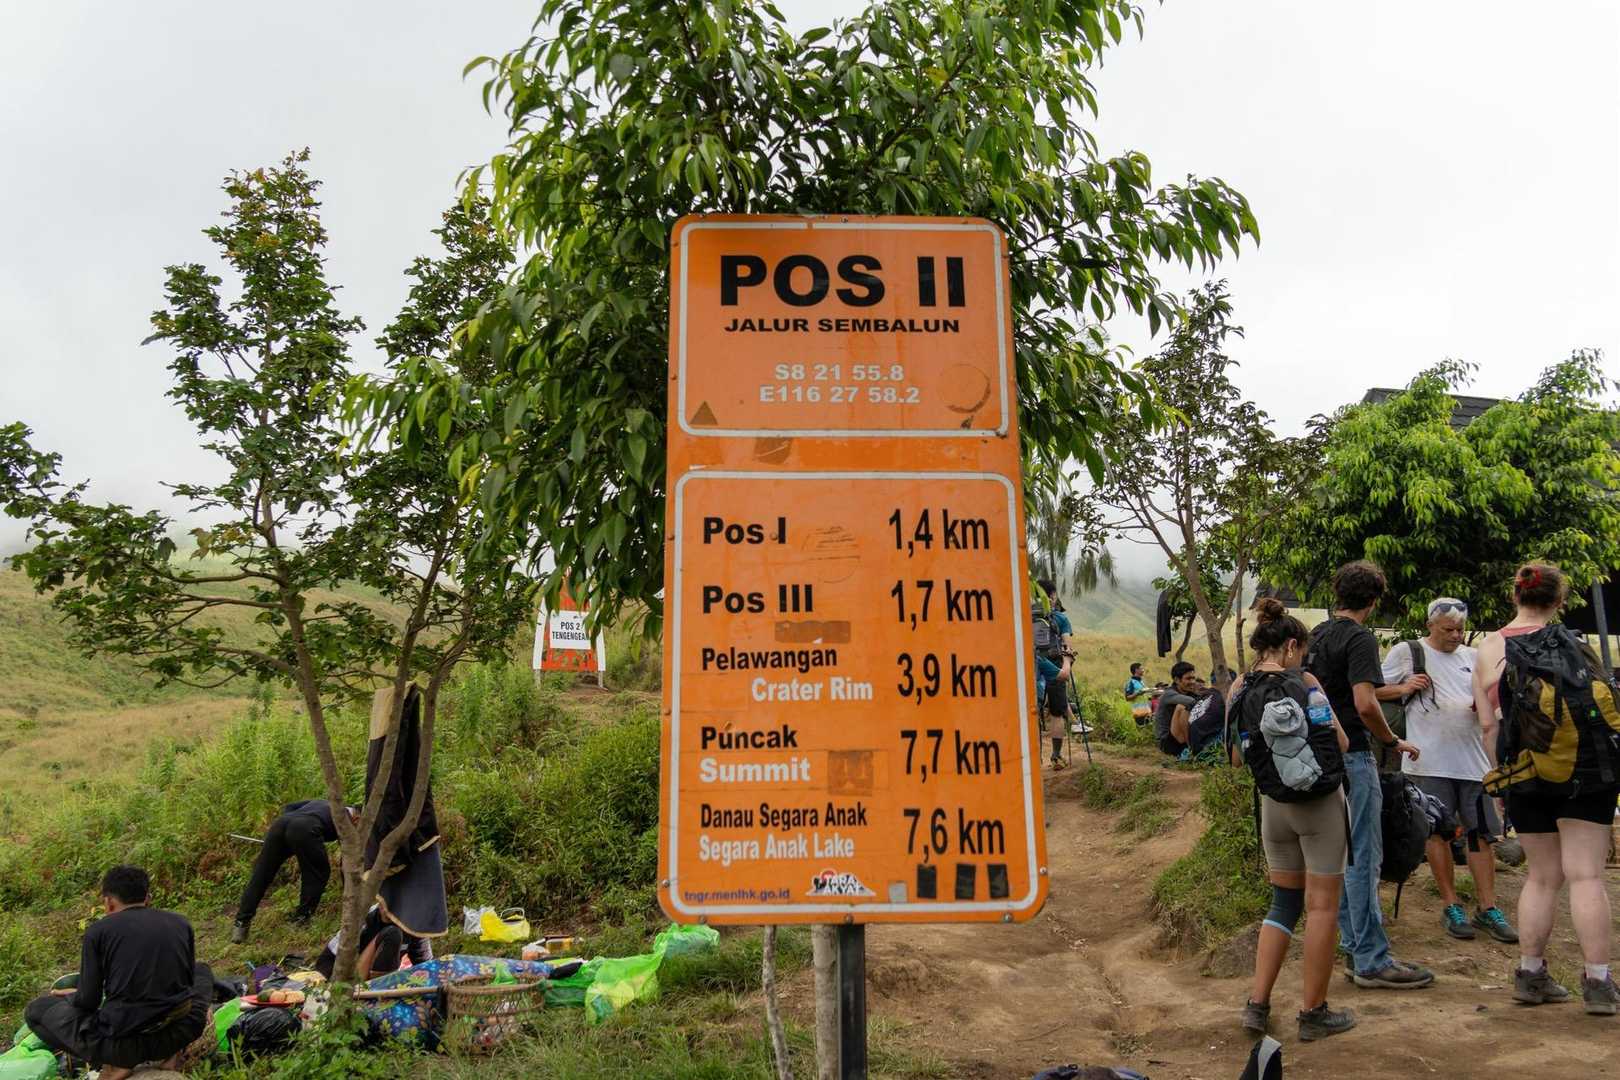 POS II
JALUR SEMBALUN
S8 21 55.8
E116 27 58.2
Pos I 1,4 km
Pos III 1,7 km
Pelawangan
Crater Rim 3,9 km
Puncak
Summit 7,7 km
Danau Segara Anak
Segara Anak Lake 7,6 km
tngr.menlhk.go.id
POS 2